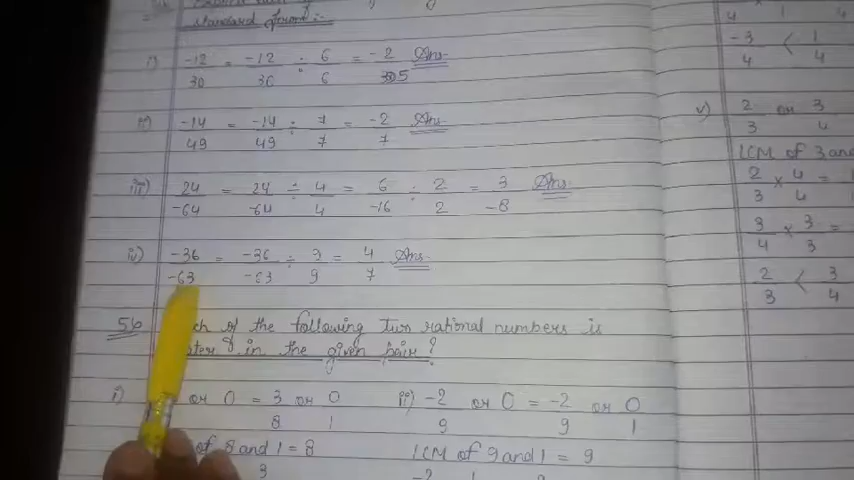 standard form :-
i) -12/30 = -12/30 ÷ 6/6 = -2/5 Ans
ii) -14/49 = -14/49 ÷ 7/7 = -2/7 Ans
iii) 24/-64 = 24/-64 ÷ 4/4 = 6/-16 ÷ 2/2 = 3/-8 Ans
iv) -36/-63 = -36/-63 ÷ 9/9 = 4/7 Ans
56 of the following two rational numbers is
in the given pair?
i) or 0 = 3/8 or 0/1 ii) -2/9 or 0 = -2/9 or 0/1
of 8 and 1 = 8 LCM of 9 and 1 = 9
3
-3/4 < 1/4
v) 2/3 or 3/4
LCM of 3 and
2/3 × 4/4 =
3/4 × 3/3 =
2/3 < 3/4